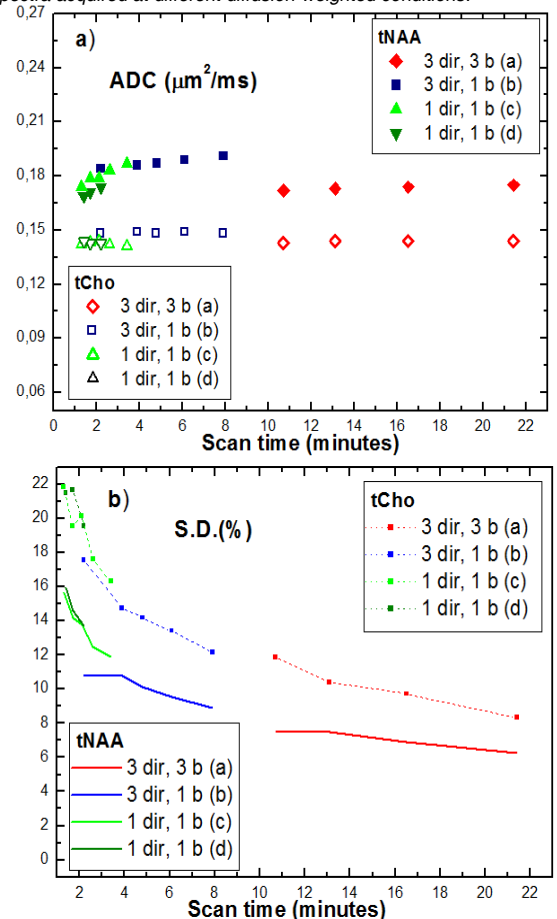 spectra acquired at different diffusion weighted conditions.
0,27
0,24
0,21
0,18
0,15
0,12
0,09
0,06
a)
ADC (μm²/ms)
tNAA
3 dir, 3 b (a)
3 dir, 1 b (b)
1 dir, 1 b (c)
1 dir, 1 b (d)
tCho
3 dir, 3 b (a)
3 dir, 1 b (b)
1 dir, 1 b (c)
1 dir, 1 b (d)
0 2 4 6 8 10 12 14 16 18 20 22
Scan time (minutes)
22
20
18
16
14
12
10
8
6
4
2
0
b)
S.D.(%)
tCho
3 dir, 3 b (a)
3 dir, 1 b (b)
1 dir, 1 b (c)
1 dir, 1 b (d)
tNAA
3 dir, 3 b (a)
3 dir, 1 b (b)
1 dir, 1 b (c)
1 dir, 1 b (d)
0 2 4 6 8 10 12 14 16 18 20 22
Scan time (minutes)